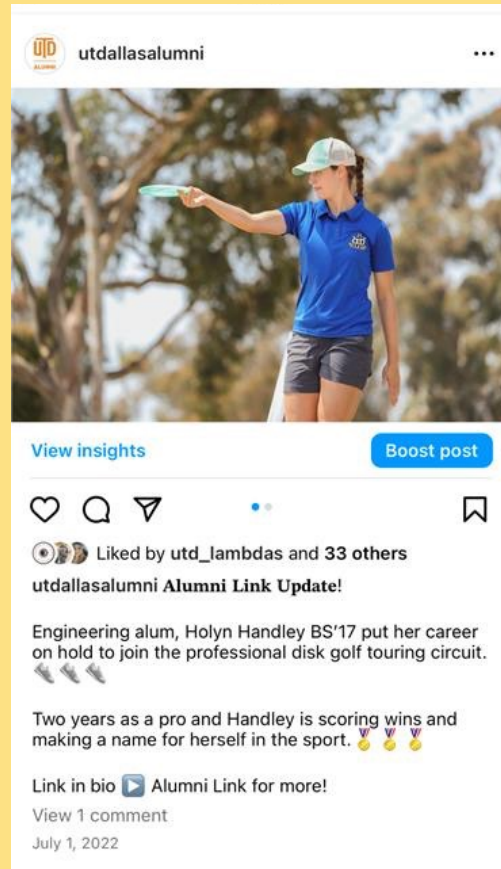 UTD
ALUMNI
utdallasalumni
View insights
Boost post
Liked by utd_lambdas and 33 others
utdallasalumni Alumni Link Update!
Engineering alum, Holyn Handley BS'17 put her career
on hold to join the professional disk golf touring circuit.
👟👟👟
Two years as a pro and Handley is scoring wins and
making a name for herself in the sport. 🏅🏅🏅
Link in bio ▶️ Alumni Link for more!
View 1 comment
July 1, 2022